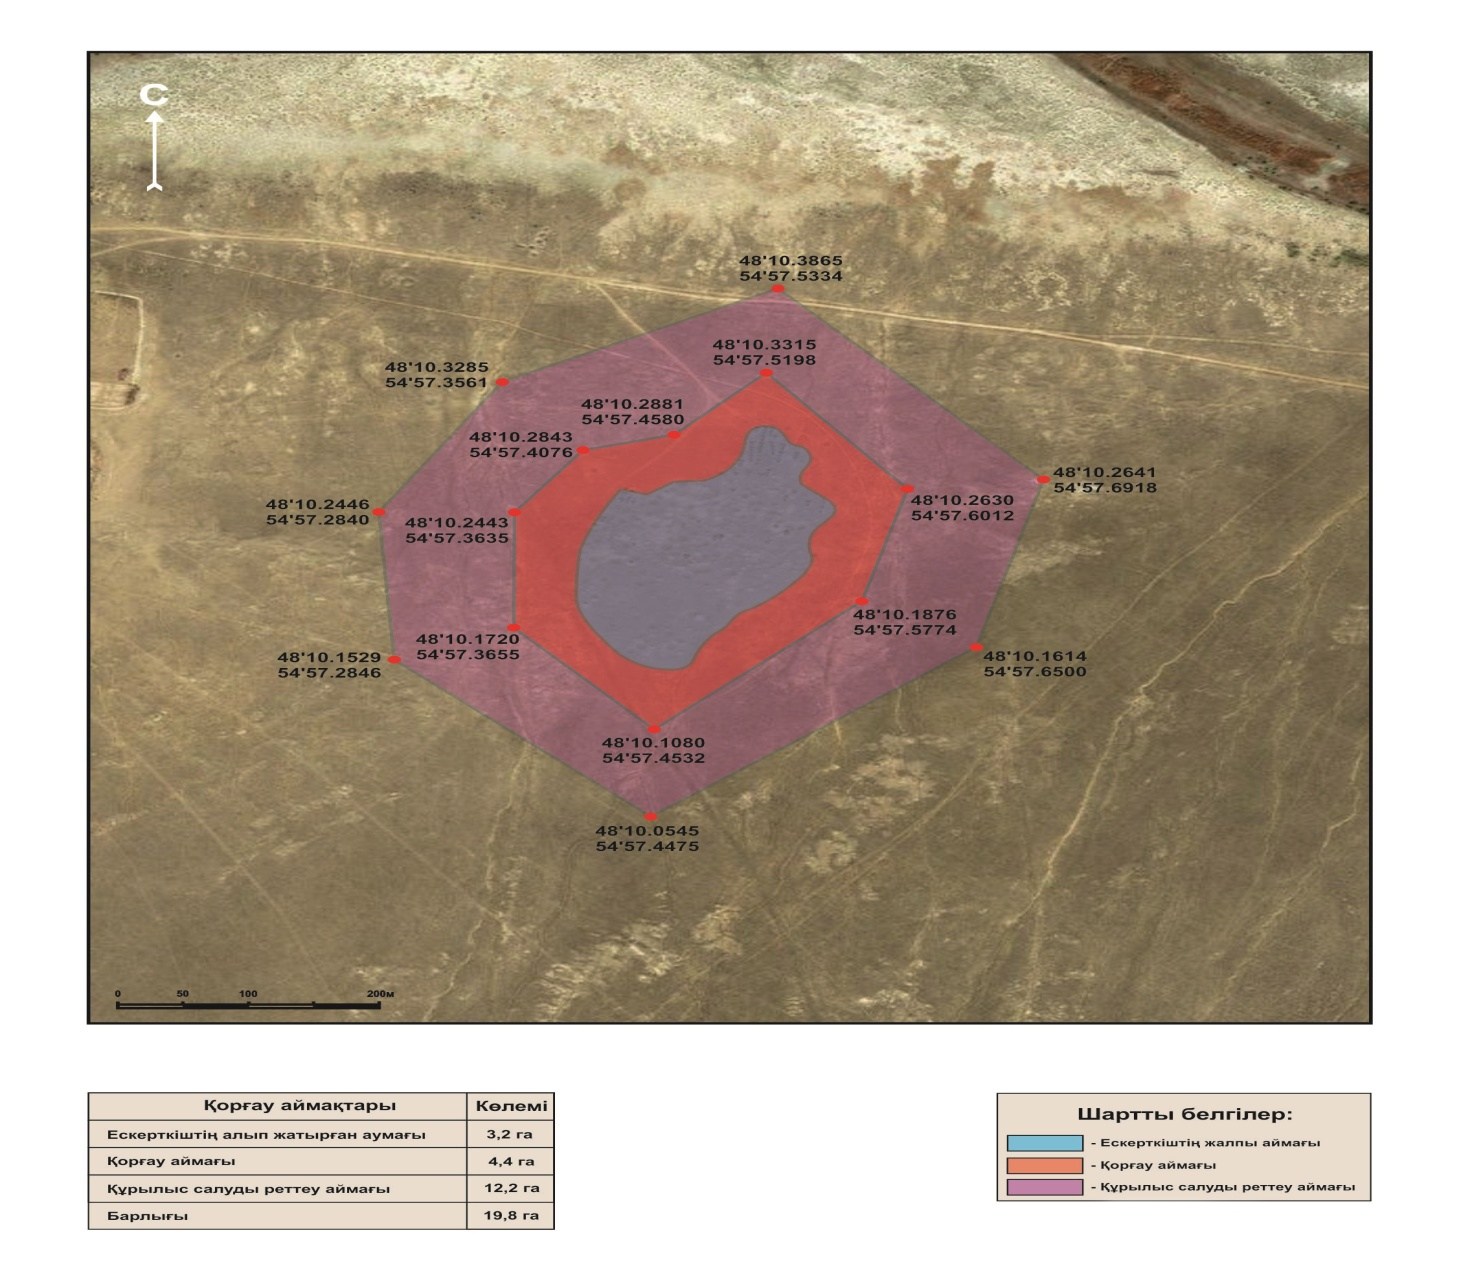 С
48'10.3865
54'57.5334
48'10.3315
54'57.5198
48'10.3285
54'57.3561
48'10.2881
54'57.4580
48'10.2843
54'57.4076
48'10.2641
54'57.6918
48'10.2446
54'57.2840
48'10.2630
54'57.6012
48'10.2443
54'57.3635
48'10.1876
54'57.5774
48'10.1720
54'57.3655
48'10.1529
54'57.2846
48'10.1614
54'57.6500
48'10.1080
54'57.4532
48'10.0545
54'57.4475
0 50 100 200м
Қорғау аймақтары Көлемі
Ескерткіштің алып жатырған аумағы 3,2 га
Қорғау аймағы 4,4 га
Құрылыс салуды реттеу аймағы 12,2 га
Барлығы 19,8 га
Шартты белгілер:
- Ескерткіштің жалпы аймағы
- Қорғау аймағы
- Құрылыс салуды реттеу аймағы